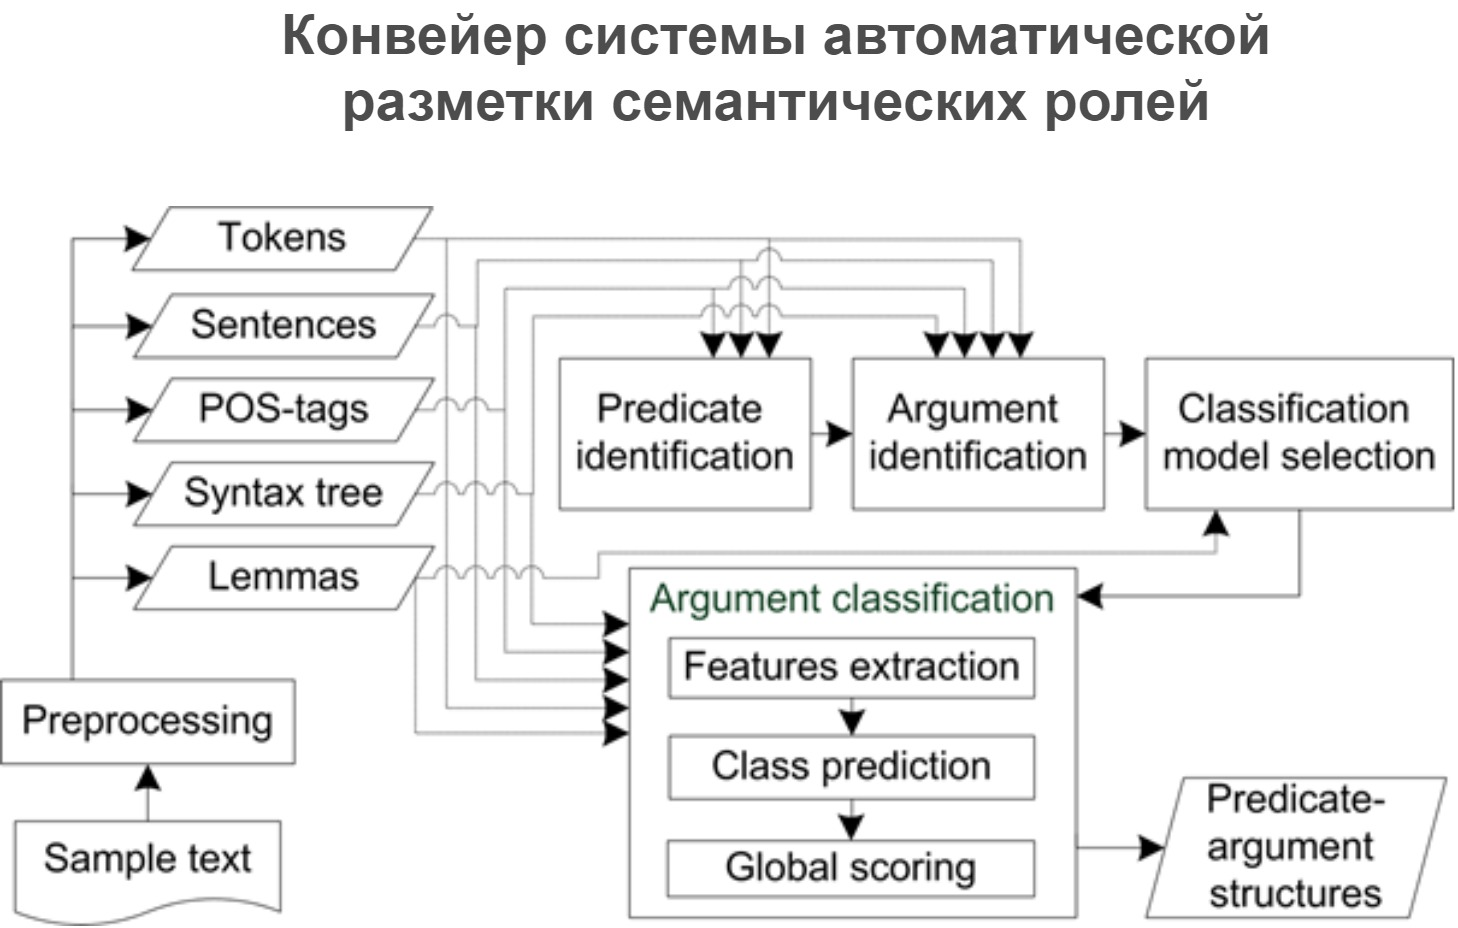 Конвейер системы автоматической
разметки семантических ролей
Tokens
Sentences
POS-tags
Syntax tree
Lemmas
Preprocessing
Sample text
Predicate
identification
Argument
identification
Classification
model selection
Argument classification
Features extraction
Class prediction
Global scoring
Predicate-
argument
structures